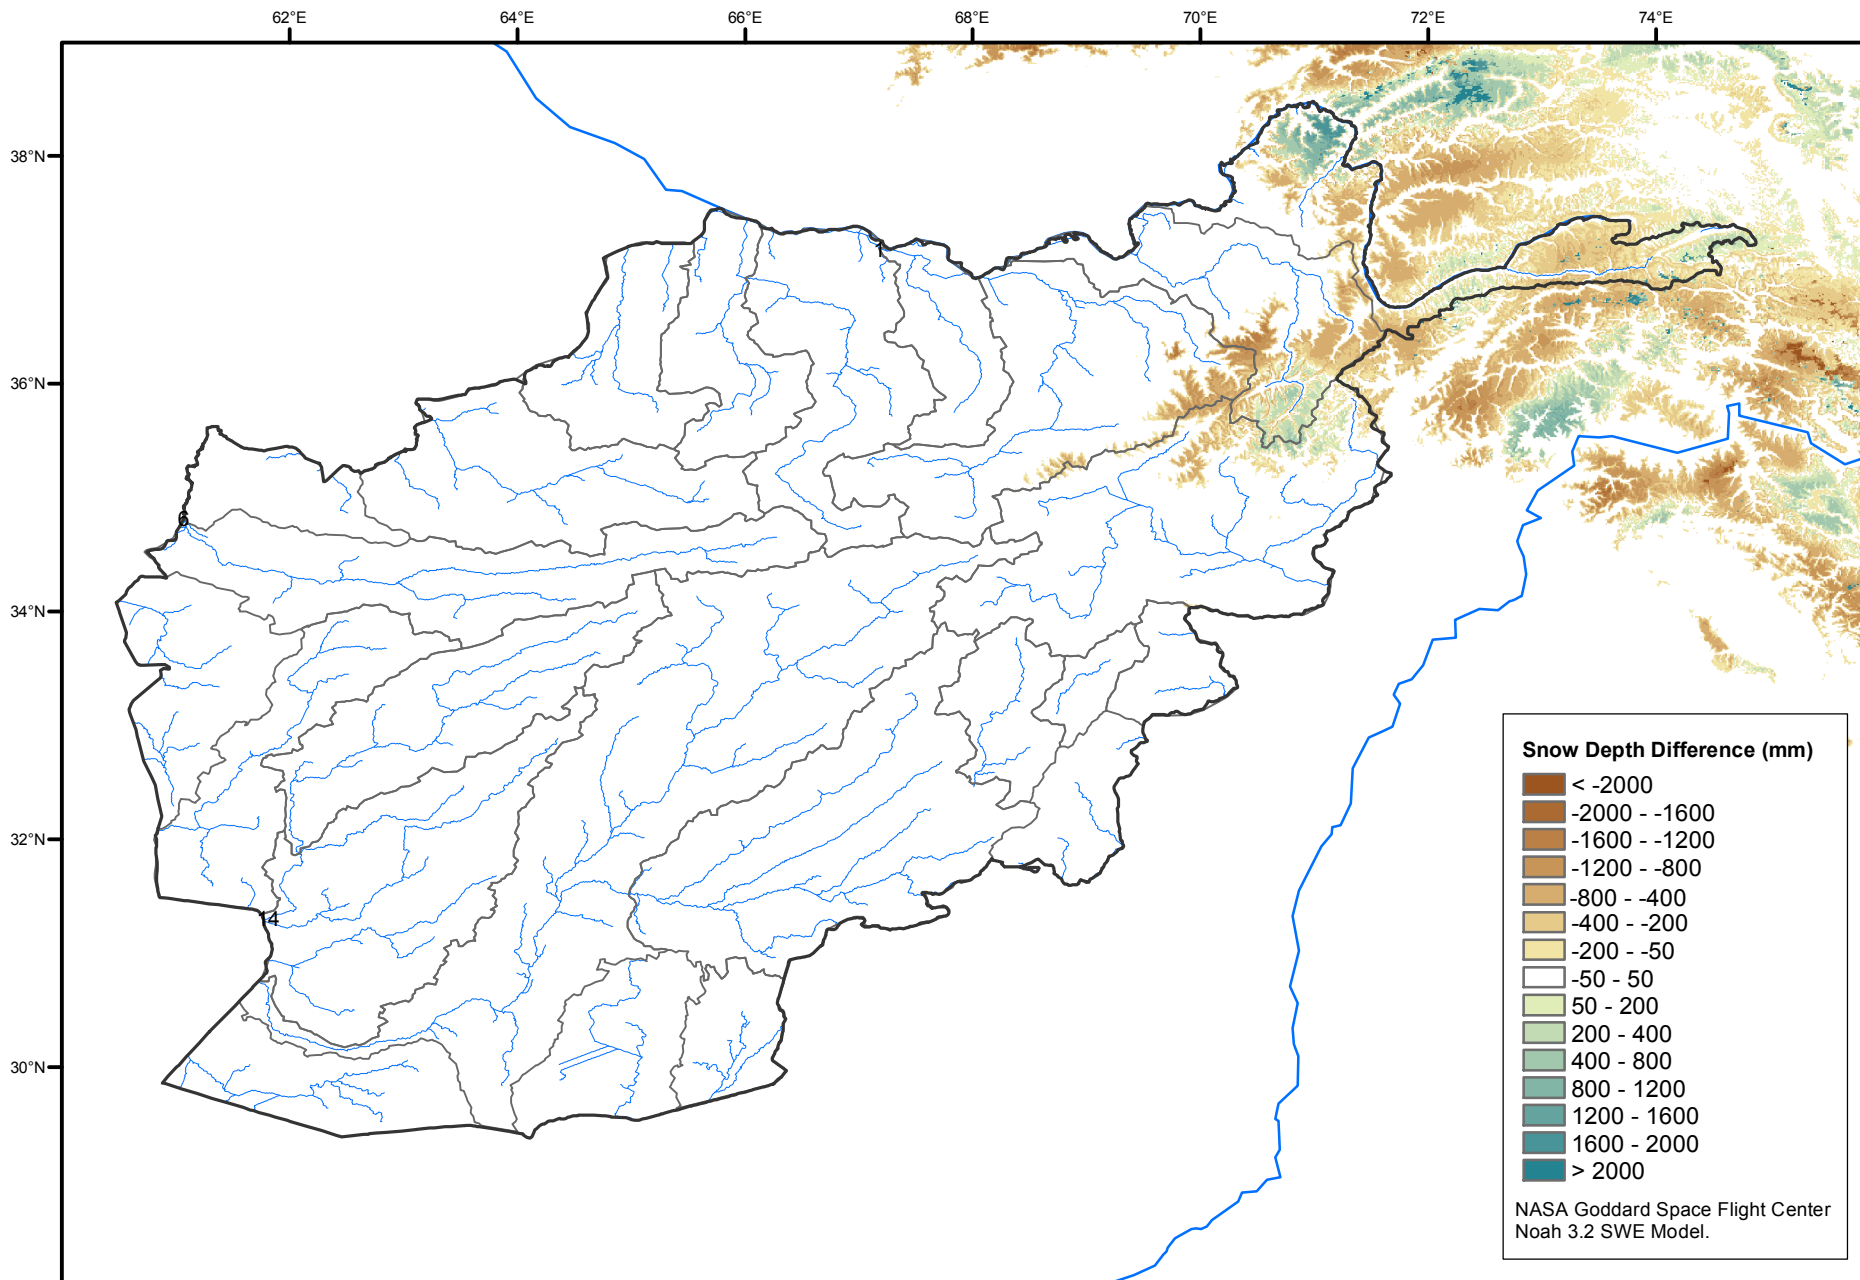 62°E 64°E 66°E 68°E 70°E 72°E 74°E
38°N
1
36°N
6
34°N
32°N
14
30°N
Snow Depth Difference (mm)
< -2000
-2000 - -1600
-1600 - -1200
-1200 - -800
-800 - -400
-400 - -200
-200 - -50
-50 - 50
50 - 200
200 - 400
400 - 800
800 - 1200
1200 - 1600
1600 - 2000
> 2000
NASA Goddard Space Flight Center
Noah 3.2 SWE Model.